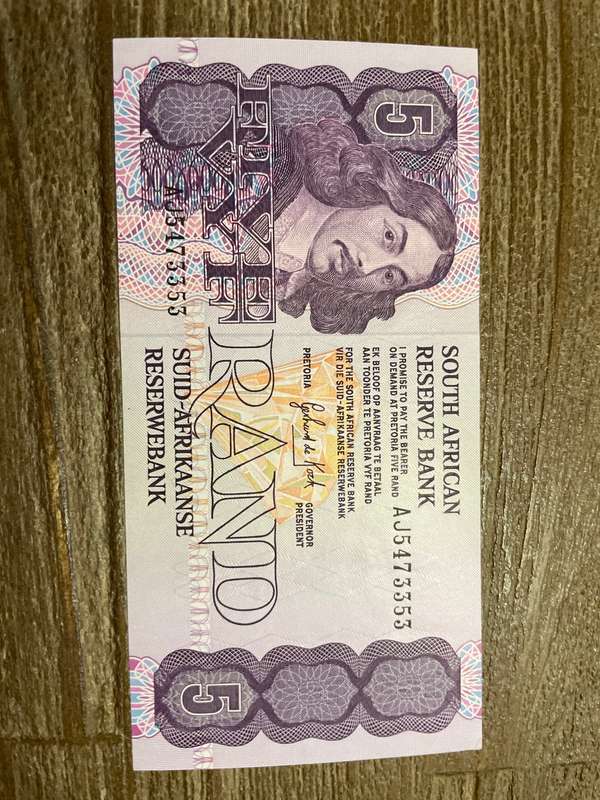 5
FIVE
VYF
RAND
SOUTH AFRICAN
RESERVE BANK
I PROMISE TO PAY THE BEARER
ON DEMAND AT PRETORIA FIVE RAND
AJ5473353
EK BELOOF OP AANVRAAG TE BETAAL
AAN TOONDER TE PRETORIA VYF RAND
FOR THE SOUTH AFRICAN RESERVE BANK
VIR DIE SUID-AFRIKAANSE RESERWEBANK
PRETORIA
GOVERNOR
PRESIDENT
AJ5473353
SUID-AFRIKAANSE
RESERWEBANK
5